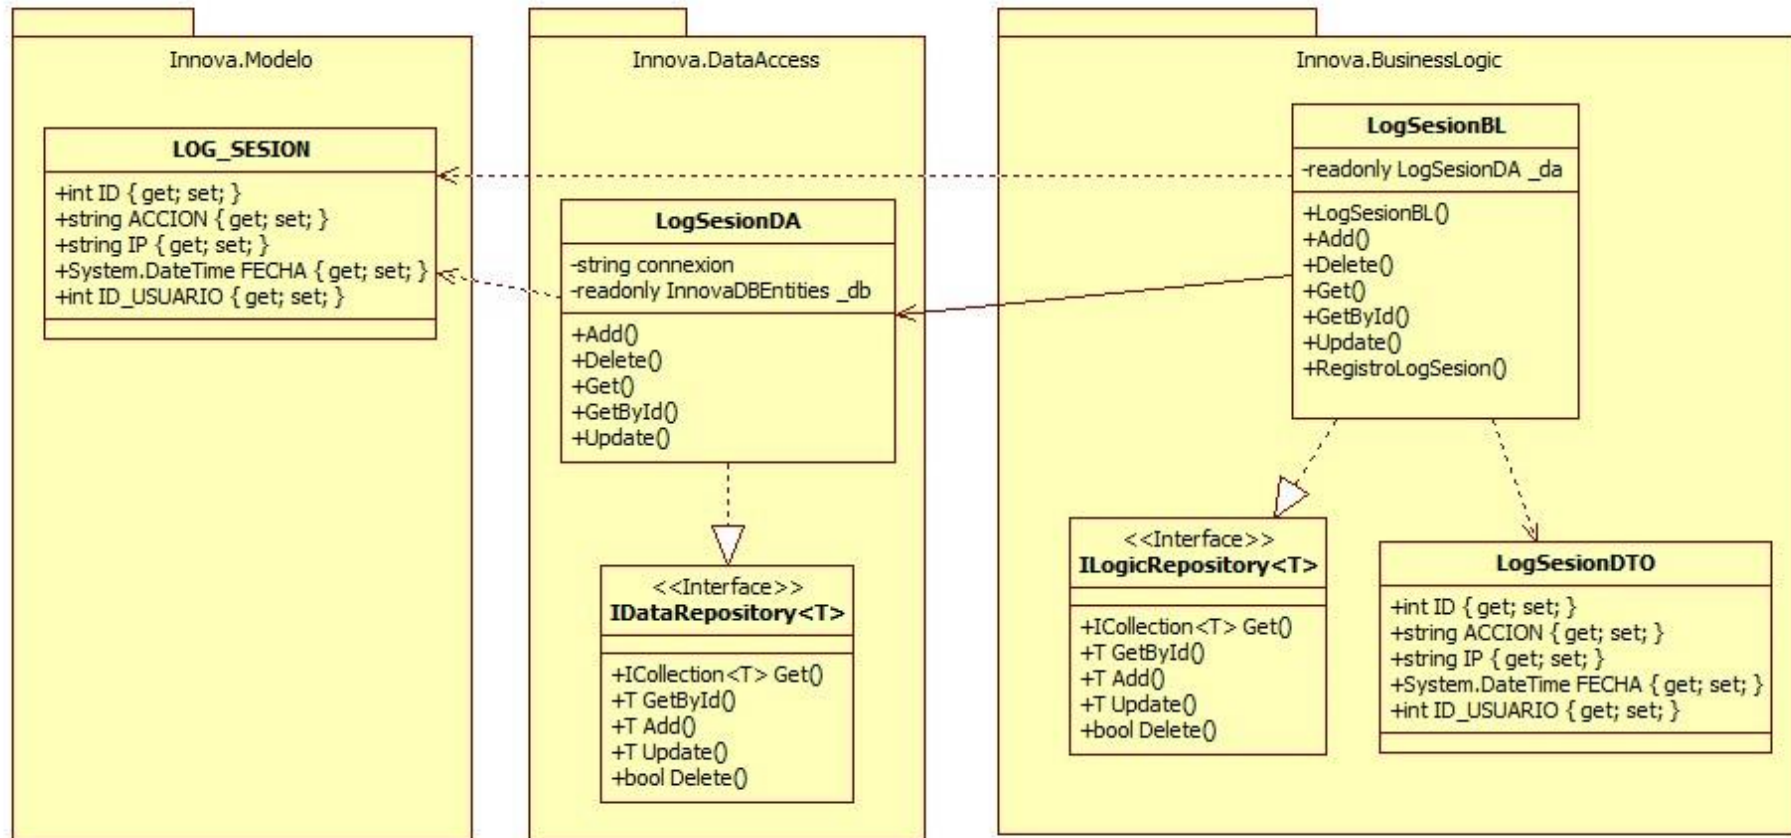 Innova.Modelo
LOG_SESION
+int ID { get; set; }
+string ACCION { get; set; }
+string IP { get; set; }
+System.DateTime FECHA { get; set; }
+int ID_USUARIO { get; set; }
Innova.DataAccess
LogSesionDA
-string connexion
-readonly InnovaDBEntities _db
+Add()
+Delete()
+Get()
+GetById()
+Update()
<<Interface>>
IDataRepository<T>
+ICollection<T> Get()
+T GetById()
+T Add()
+T Update()
+bool Delete()
Innova.BusinessLogic
LogSesionBL
-readonly LogSesionDA _da
+LogSesionBL()
+Add()
+Delete()
+Get()
+GetById()
+Update()
+RegistroLogSesion()
<<Interface>>
ILogicRepository<T>
+ICollection<T> Get()
+T GetById()
+T Add()
+T Update()
+bool Delete()
LogSesionDTO
+int ID { get; set; }
+string ACCION { get; set; }
+string IP { get; set; }
+System.DateTime FECHA { get; set; }
+int ID_USUARIO { get; set; }